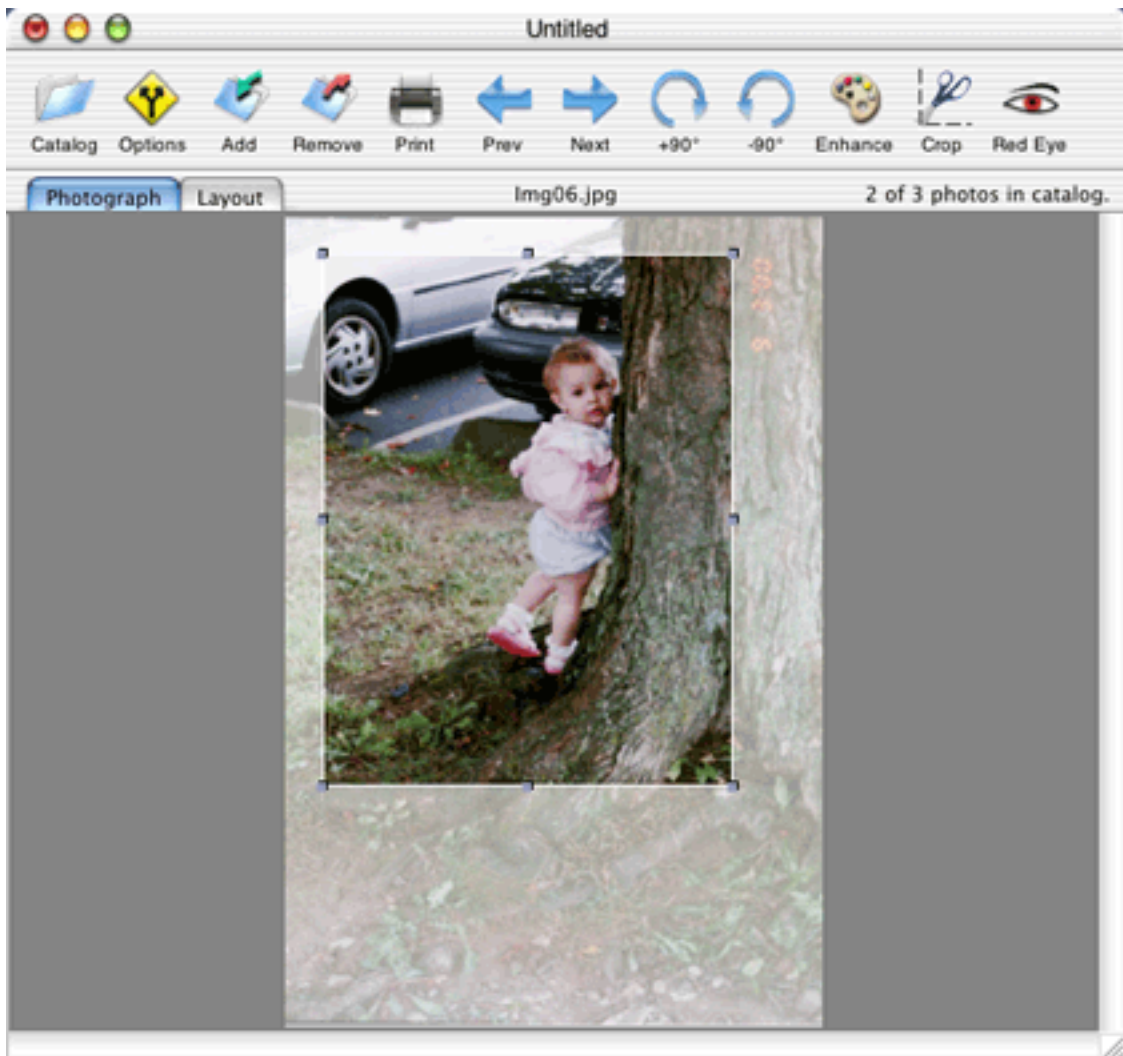 Untitled
Catalog Options Add Remove Print Prev Next +90° -90° Enhance Crop Red Eye
Photograph Layout Img06.jpg 2 of 3 photos in catalog.